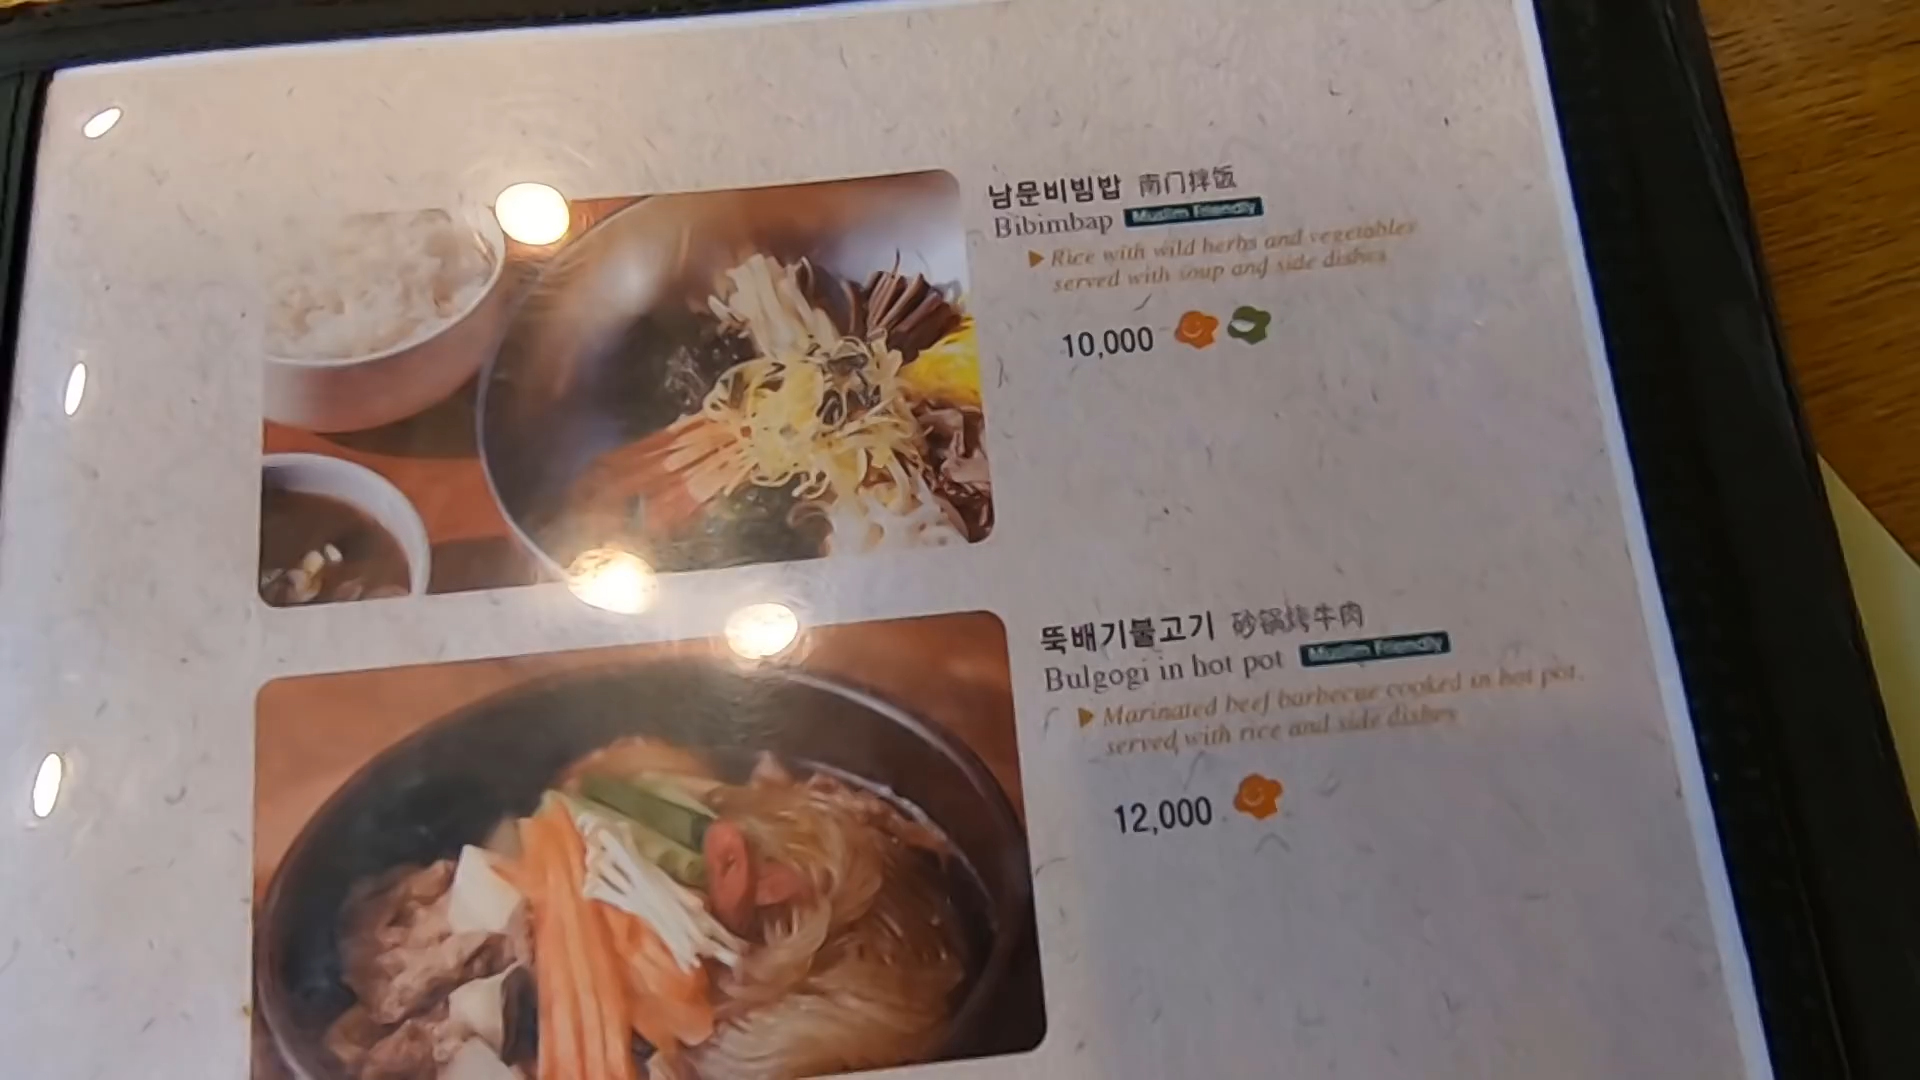 남문비빔밥 南门拌饭
Bibimbap Muslim Friendly
Rice with wild herbs and vegetables
served with soup and side dishes
10,000
뚝배기불고기 砂锅烤牛肉
Bulgogi in hot pot Muslim Friendly
Marinated beef barbecue cooked in hot pot.
served with rice and side dishes
12,000